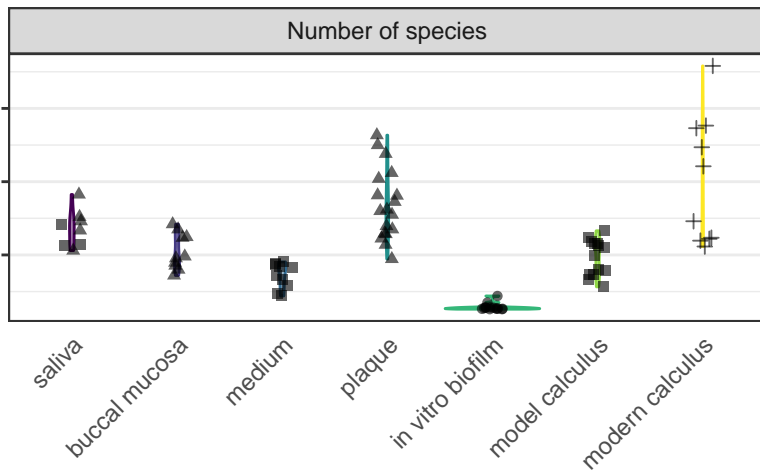 Number of species
saliva
buccal mucosa
medium
plaque
in vitro biofilm
model calculus
modern calculus